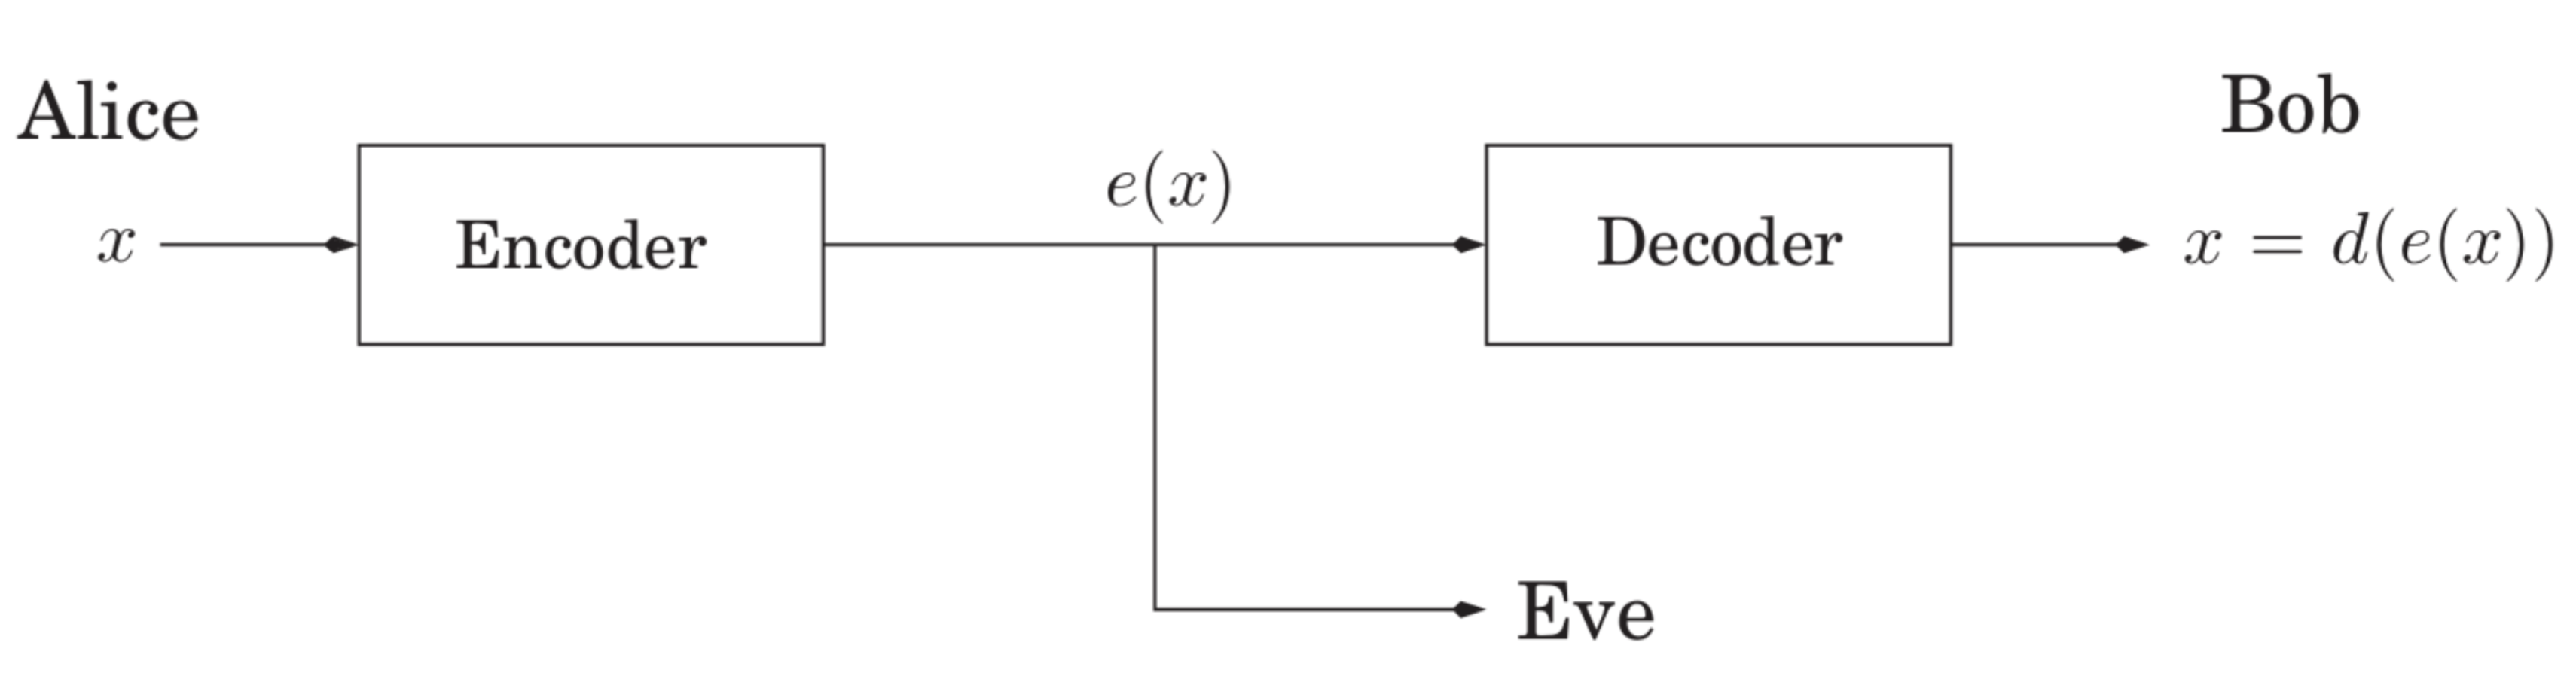 Alice
Bob
e(x)
x
Encoder
Decoder
x = d(e(x))
Eve